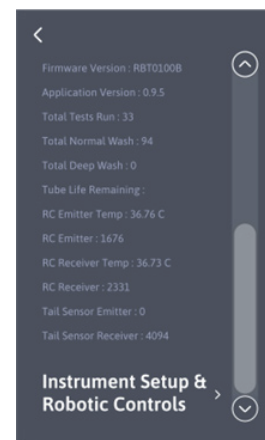 Firmware Version : RBT0100B
Application Version : 0.9.5
Total Tests Run : 33
Total Normal Wash : 94
Total Deep Wash : 0
Tube Life Remaining :
RC Emitter Temp : 36.76 C
RC Emitter : 1676
RC Receiver Temp : 36.73 C
RC Receiver : 2331
Tail Sensor Emitter : 0
Tail Sensor Receiver : 4094
Instrument Setup &
Robotic Controls